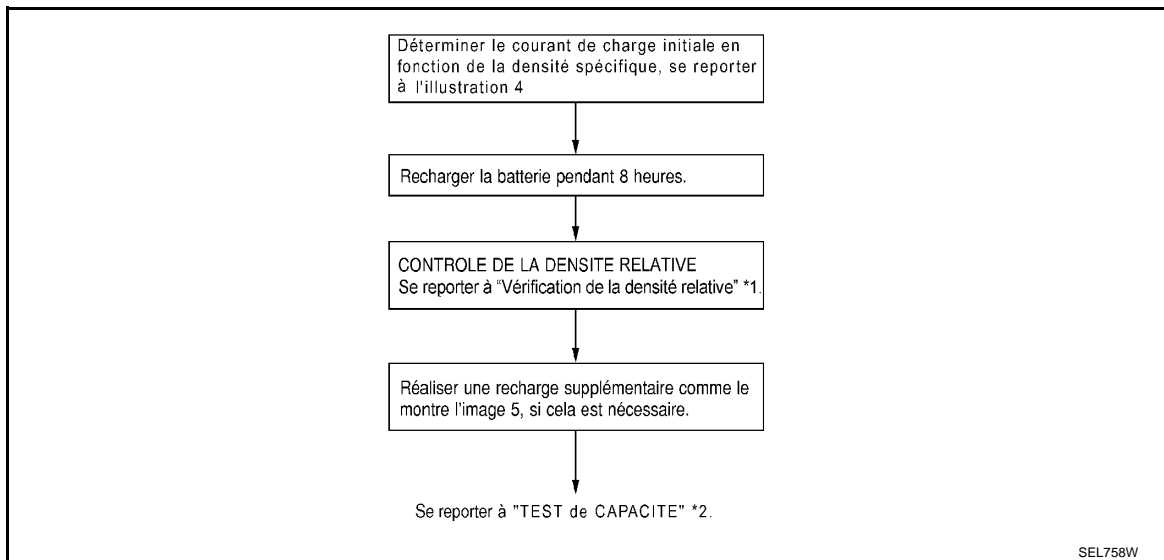 Déterminer le courant de charge initiale en
fonction de la densité spécifique, se reporter
à l'illustration 4
Recharger la batterie pendant 8 heures.
CONTROLE DE LA DENSITE RELATIVE
Se reporter à “Vérification de la densité relative” *1.
Réaliser une recharge supplémentaire comme le
montre l'image 5, si cela est nécessaire.
Se reporter à "TEST de CAPACITE" *2.
SEL758W